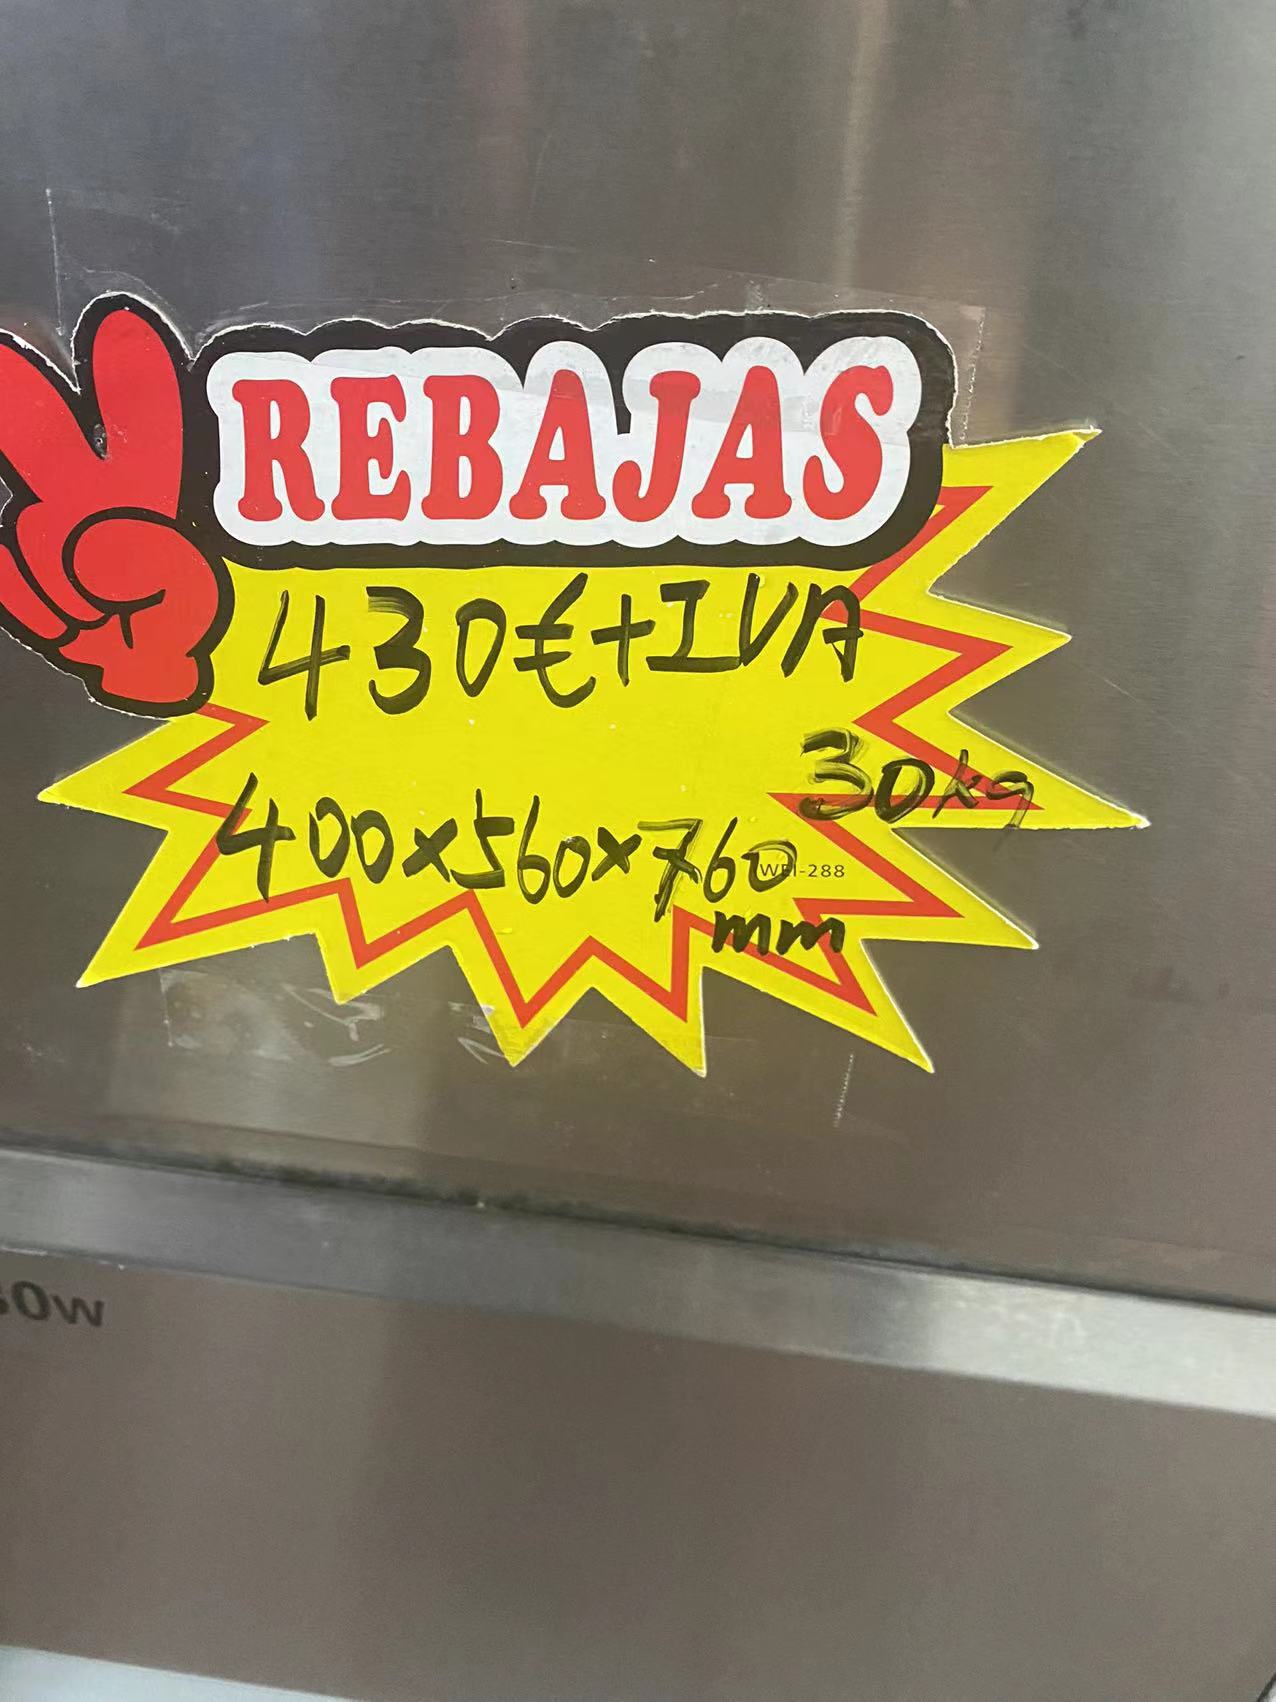 REBAJAS
430€+IVA
30kg
400x560x760
WEI-288
mm
0w